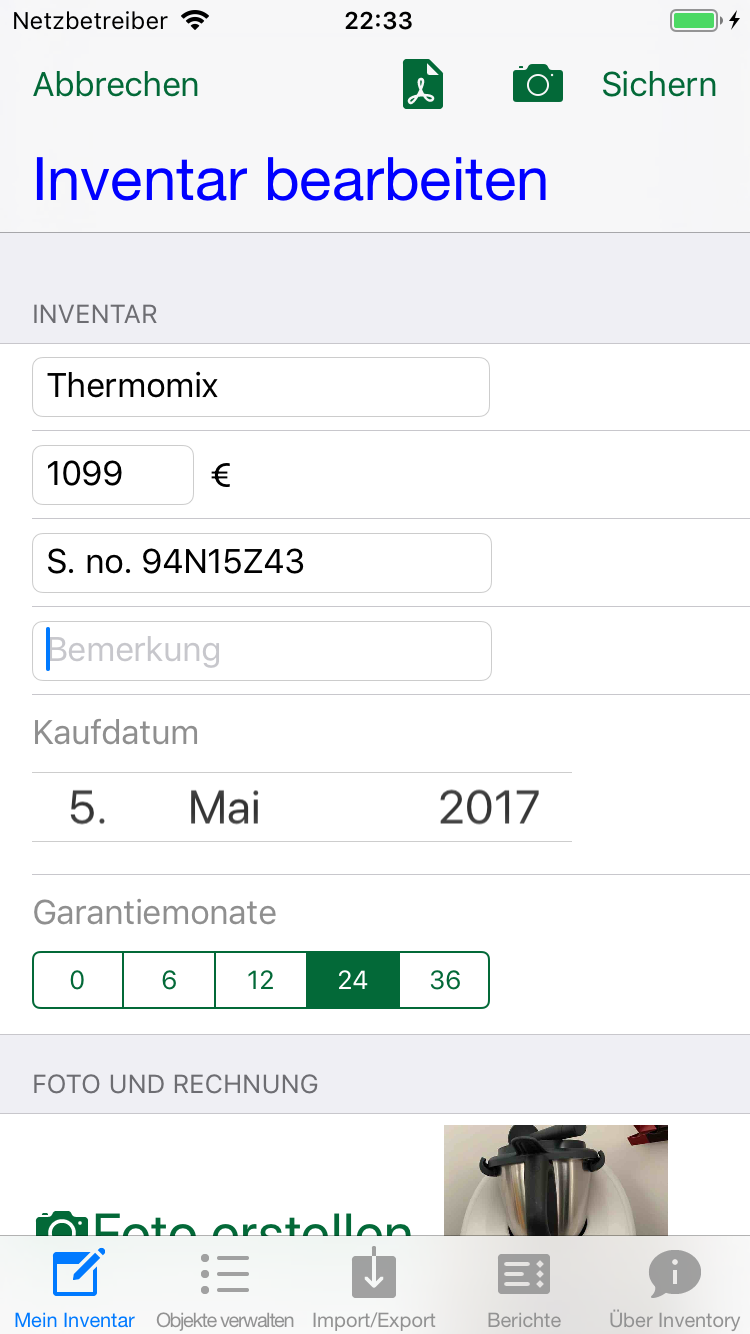 Netzbetreiber 22:33
Abbrechen Sichern
Inventar bearbeiten
INVENTAR
Thermomix
1099 €
S. no. 94N15Z43
Bemerkung
Kaufdatum
5. Mai 2017
Garantiemonate
0 6 12 24 36
FOTO UND RECHNUNG
Foto erstellen
Mein Inventar Objekte verwalten Import/Export Berichte Über Inventory